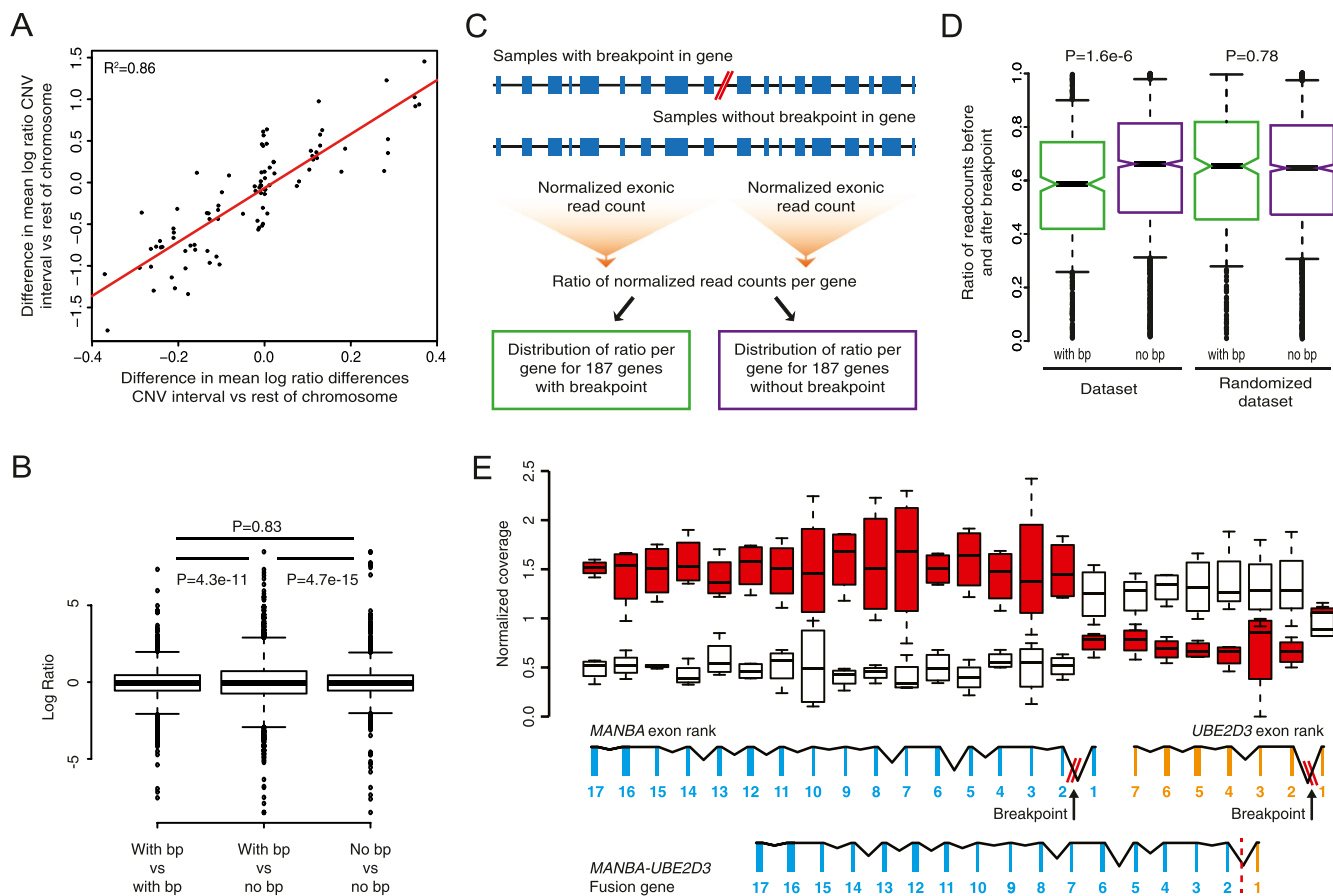 A
R²=0.86
Difference in mean log ratio CNV
interval vs rest of chromosome
1.5
1.0
0.5
0.0
−0.5
−1.0
−1.5
−0.4
−0.2
0.0
0.2
0.4
Difference in mean log ratio differences
CNV interval vs rest of chromosome
B
P=0.83
P=4.3e-11
P=4.7e-15
Log Ratio
5
0
-5
With bp
vs
with bp
With bp
vs
no bp
No bp
vs
no bp
C
Samples with breakpoint in gene
Samples without breakpoint in gene
Normalized exonic
read count
Normalized exonic
read count
Ratio of normalized read counts per gene
Distribution of ratio per
gene for 187 genes
with breakpoint
Distribution of ratio per
gene for 187 genes
without breakpoint
D
P=1.6e-6
P=0.78
Ratio of readcounts before
and after breakpoint
1.0
0.8
0.6
0.4
0.2
0.0
with bp
no bp
with bp
no bp
Dataset
Randomized
dataset
E
Normalized coverage
2.5
2
1.5
1
0.5
0.0
MANBA exon rank
17 16 15 14 13 12 11 10 9 8 7 6 5 4 3 2 1
Breakpoint
UBE2D3 exon rank
7 6 5 4 3 2 1
Breakpoint
MANBA-UBE2D3
Fusion gene
17 16 15 14 13 12 11 10 9 8 7 6 5 4 3 2 1